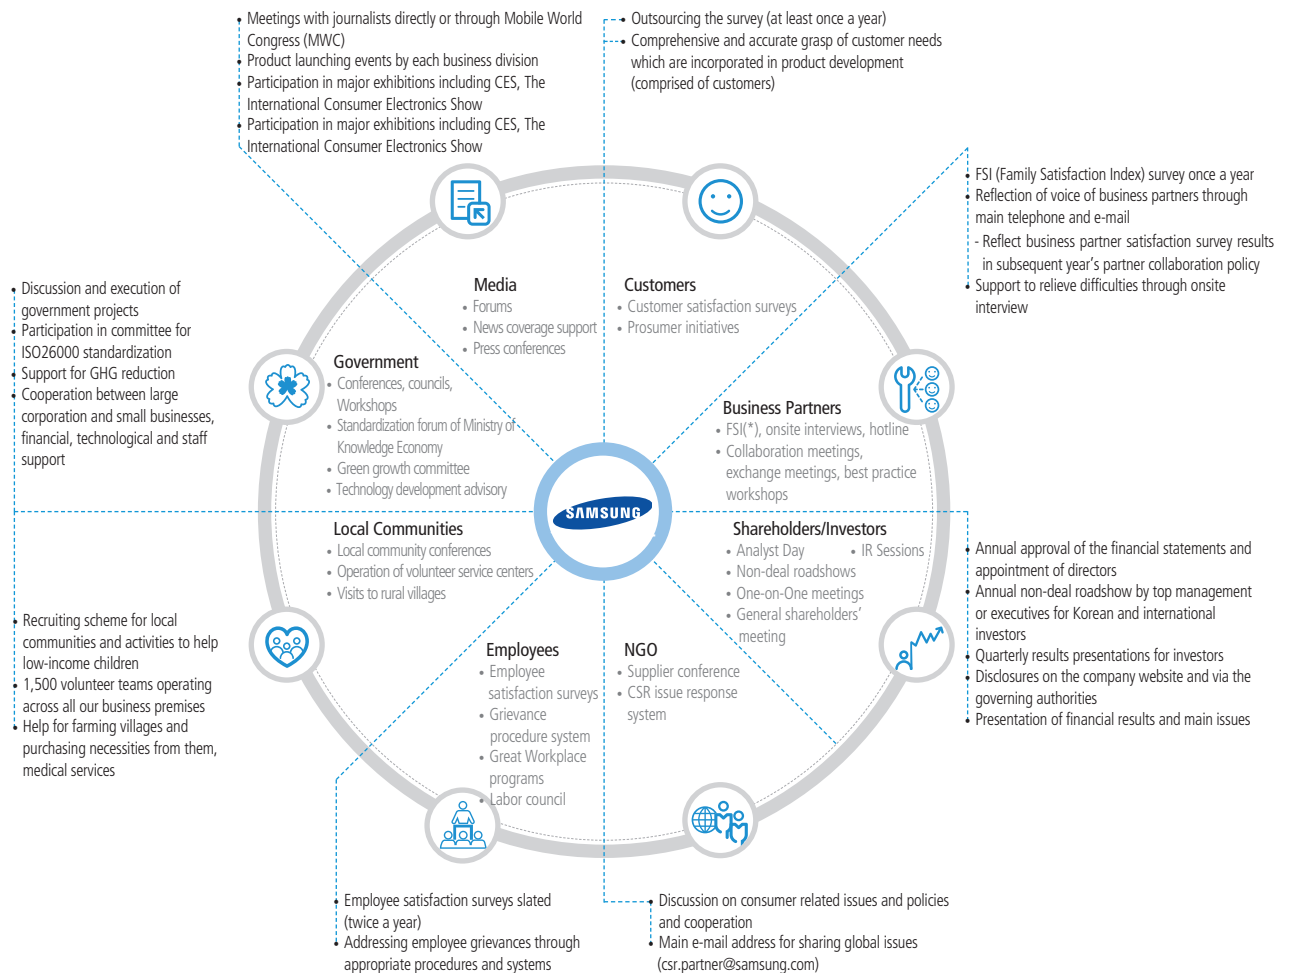 • Meetings with journalists directly or through Mobile World
Congress (MWC)
• Product launching events by each business division
• Participation in major exhibitions including CES, The
International Consumer Electronics Show
• Participation in major exhibitions including CES, The
International Consumer Electronics Show
• Outsourcing the survey (at least once a year)
• Comprehensive and accurate grasp of customer needs
which are incorporated in product development
(comprised of customers)
• FSI (Family Satisfaction Index) survey once a year
• Reflection of voice of business partners through
main telephone and e-mail
- Reflect business partner satisfaction survey results
in subsequent year's partner collaboration policy
• Support to relieve difficulties through onsite
interview
• Discussion and execution of
government projects
• Participation in committee for
ISO26000 standardization
• Support for GHG reduction
• Cooperation between large
corporation and small businesses,
financial, technological and staff
support
Media
• Forums
• News coverage support
• Press conferences
Customers
• Customer satisfaction surveys
• Prosumer initiatives
Government
• Conferences, councils,
Workshops
• Standardization forum of Ministry of
Knowledge Economy
• Green growth committee
• Technology development advisory
Business Partners
• FSI(*), onsite interviews, hotline
• Collaboration meetings,
exchange meetings, best practice
workshops
SAMSUNG
Local Communities
• Local community conferences
• Operation of volunteer service centers
• Visits to rural villages
Shareholders/Investors
• Analyst Day • IR Sessions
• Non-deal roadshows
• One-on-One meetings
• General shareholders'
meeting
• Annual approval of the financial statements and
appointment of directors
• Annual non-deal roadshow by top management
or executives for Korean and international
investors
• Quarterly results presentations for investors
• Disclosures on the company website and via the
governing authorities
• Presentation of financial results and main issues
• Recruiting scheme for local
communities and activities to help
low-income children
• 1,500 volunteer teams operating
across all our business premises
• Help for farming villages and
purchasing necessities from them,
medical services
Employees
• Employee
satisfaction surveys
• Grievance
procedure system
• Great Workplace
programs
• Labor council
NGO
• Supplier conference
• CSR issue response
system
• Employee satisfaction surveys slated
(twice a year)
• Addressing employee grievances through
appropriate procedures and systems
• Discussion on consumer related issues and policies
and cooperation
• Main e-mail address for sharing global issues
(csr.partner@samsung.com)